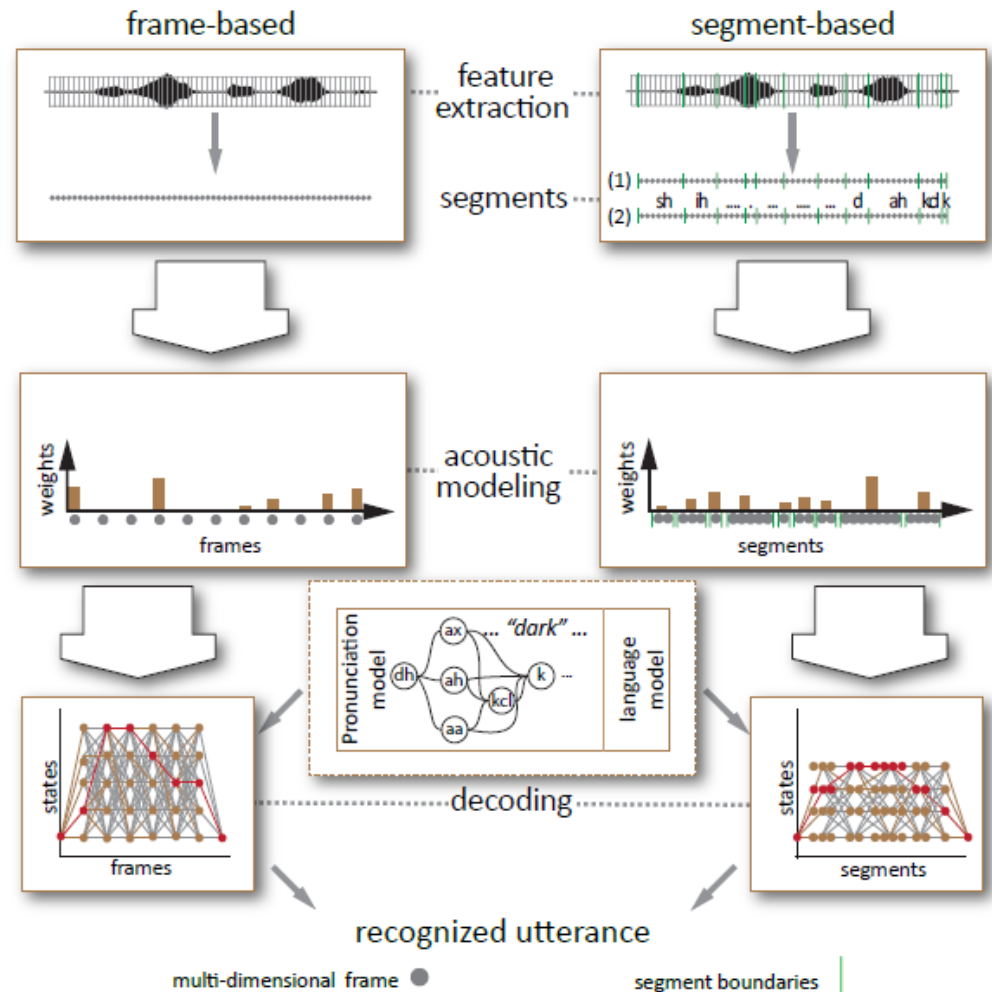 frame-based
segment-based
feature
extraction
segments
(1)
sh ih ..... . ... ..... ... d ah kd k
(2)
weights
frames
acoustic
modeling
weights
segments
Pronunciation
model
dh
ax
ah
aa
kcl
k
...
... "dark" ...
language
model
states
frames
decoding
states
segments
recognized utterance
multi-dimensional frame
segment boundaries